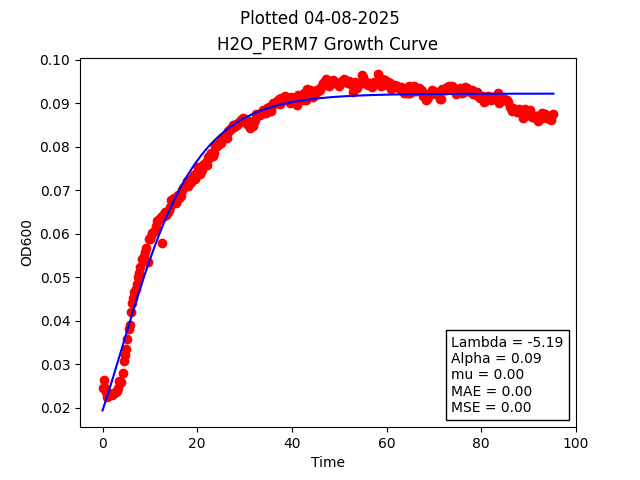 Plotted 04-08-2025
H2O_PERM7 Growth Curve
0.10
0.09
0.08
0.07
0.06
0.05
0.04
0.03
0.02
OD600
Lambda = -5.19
Alpha = 0.09
mu = 0.00
MAE = 0.00
MSE = 0.00
0 20 40 60 80 100
Time